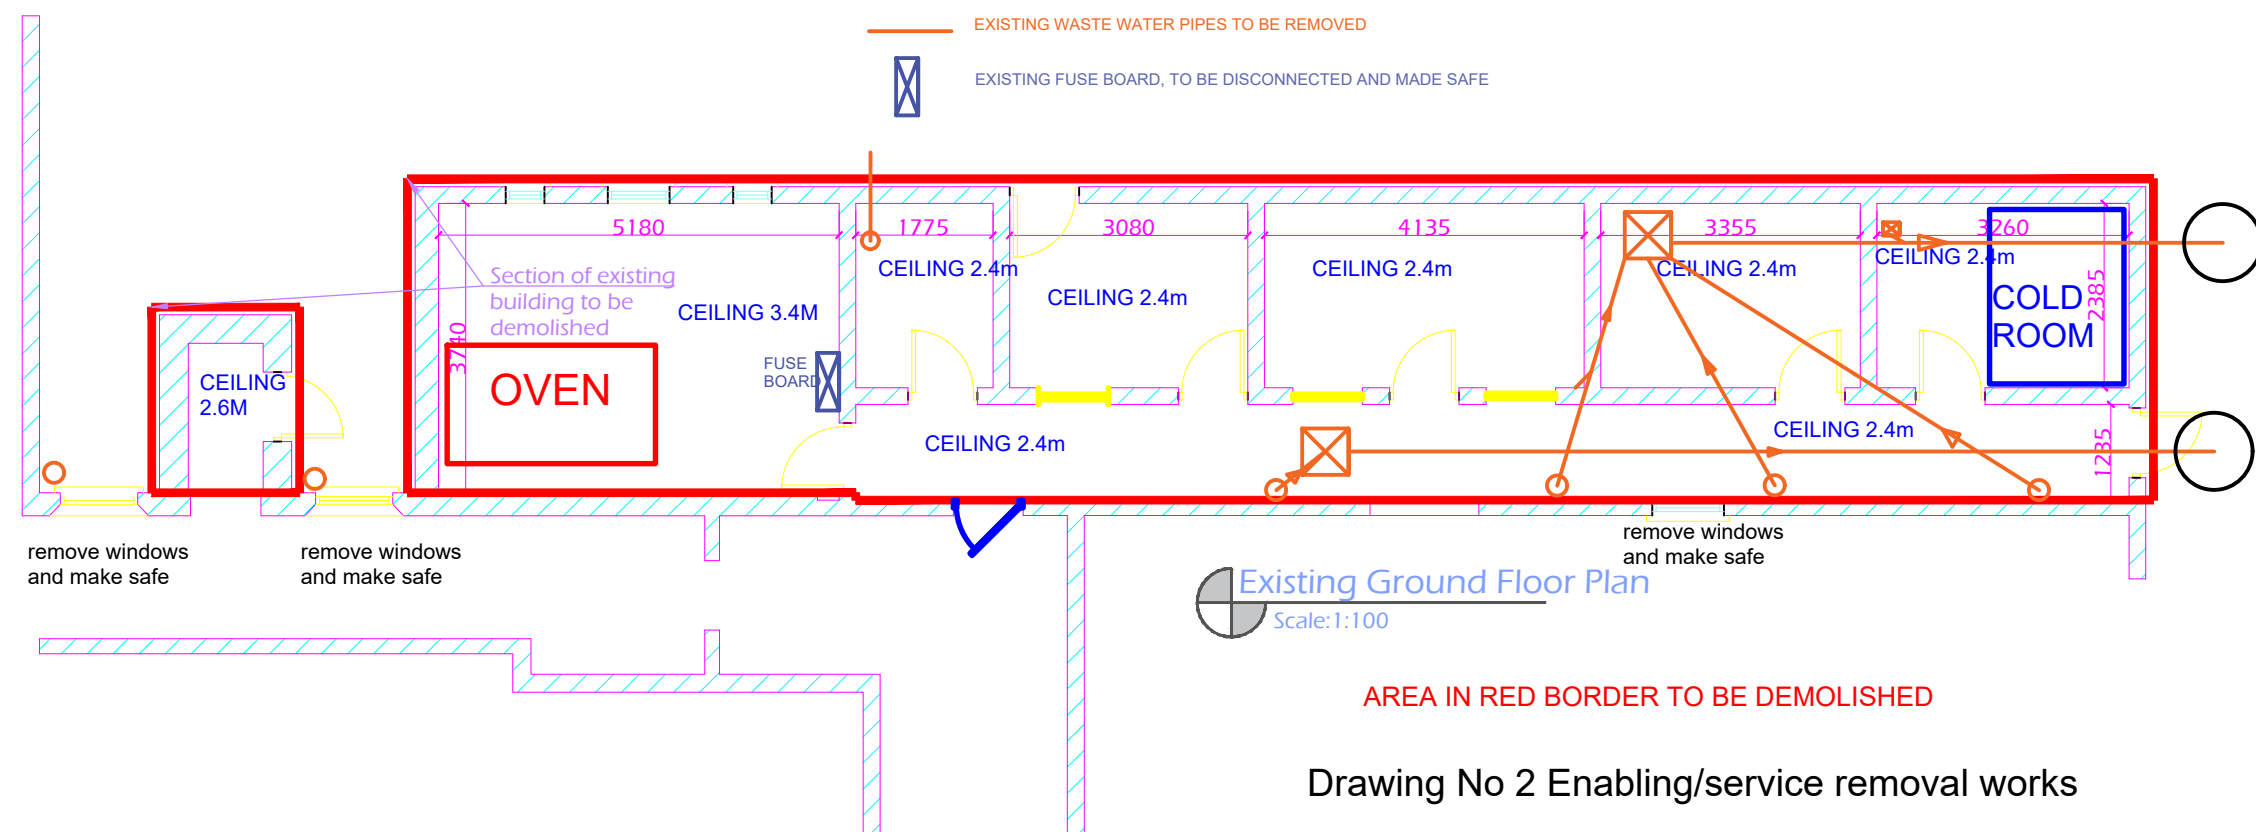 EXISTING WASTE WATER PIPES TO BE REMOVED
EXISTING FUSE BOARD, TO BE DISCONNECTED AND MADE SAFE
5180
1775
3080
4135
3355
3260
CEILING 2.4m
CEILING 2.4m
CEILING 2.4m
CEILING 2.4m
CEILING 2.4m
Section of existing
building to be
demolished
CEILING 3.4M
COLD
ROOM
2385
3740
OVEN
FUSE
BOARD
CEILING
2.6M
CEILING 2.4m
CEILING 2.4m
1235
remove windows
and make safe
remove windows
and make safe
remove windows
and make safe
Existing Ground Floor Plan
Scale:1:100
AREA IN RED BORDER TO BE DEMOLISHED
Drawing No 2 Enabling/service removal works